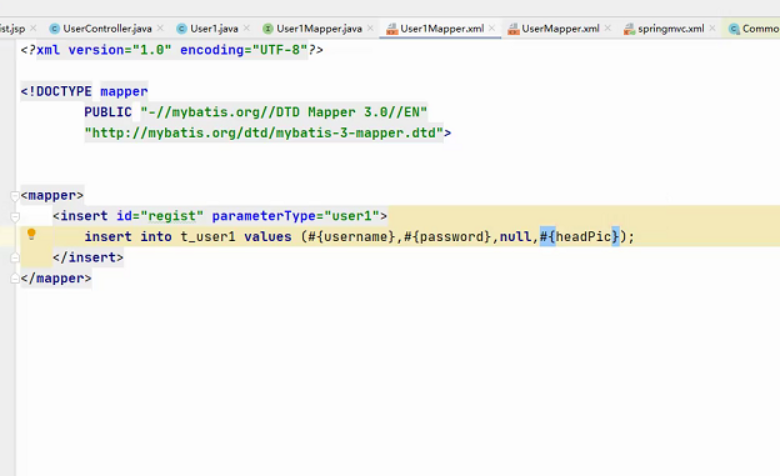 ist.jsp UserController.java User1.java User1Mapper.java User1Mapper.xml UserMapper.xml springmvc.xml Commo
<?xml version="1.0" encoding="UTF-8"?>
<!DOCTYPE mapper
PUBLIC "-//mybatis.org//DTD Mapper 3.0//EN"
"http://mybatis.org/dtd/mybatis-3-mapper.dtd">
<mapper>
<insert id="regist" parameterType="user1">
insert into t_user1 values (#{username},#{password},null,#{headPic});
</insert>
</mapper>